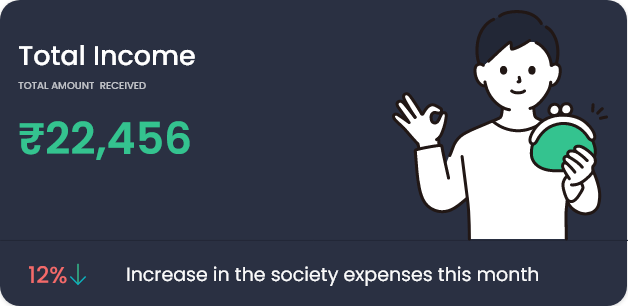 Total Income
TOTAL AMOUNT RECEIVED
₹22,456
12%↓ Increase in the society expenses this month